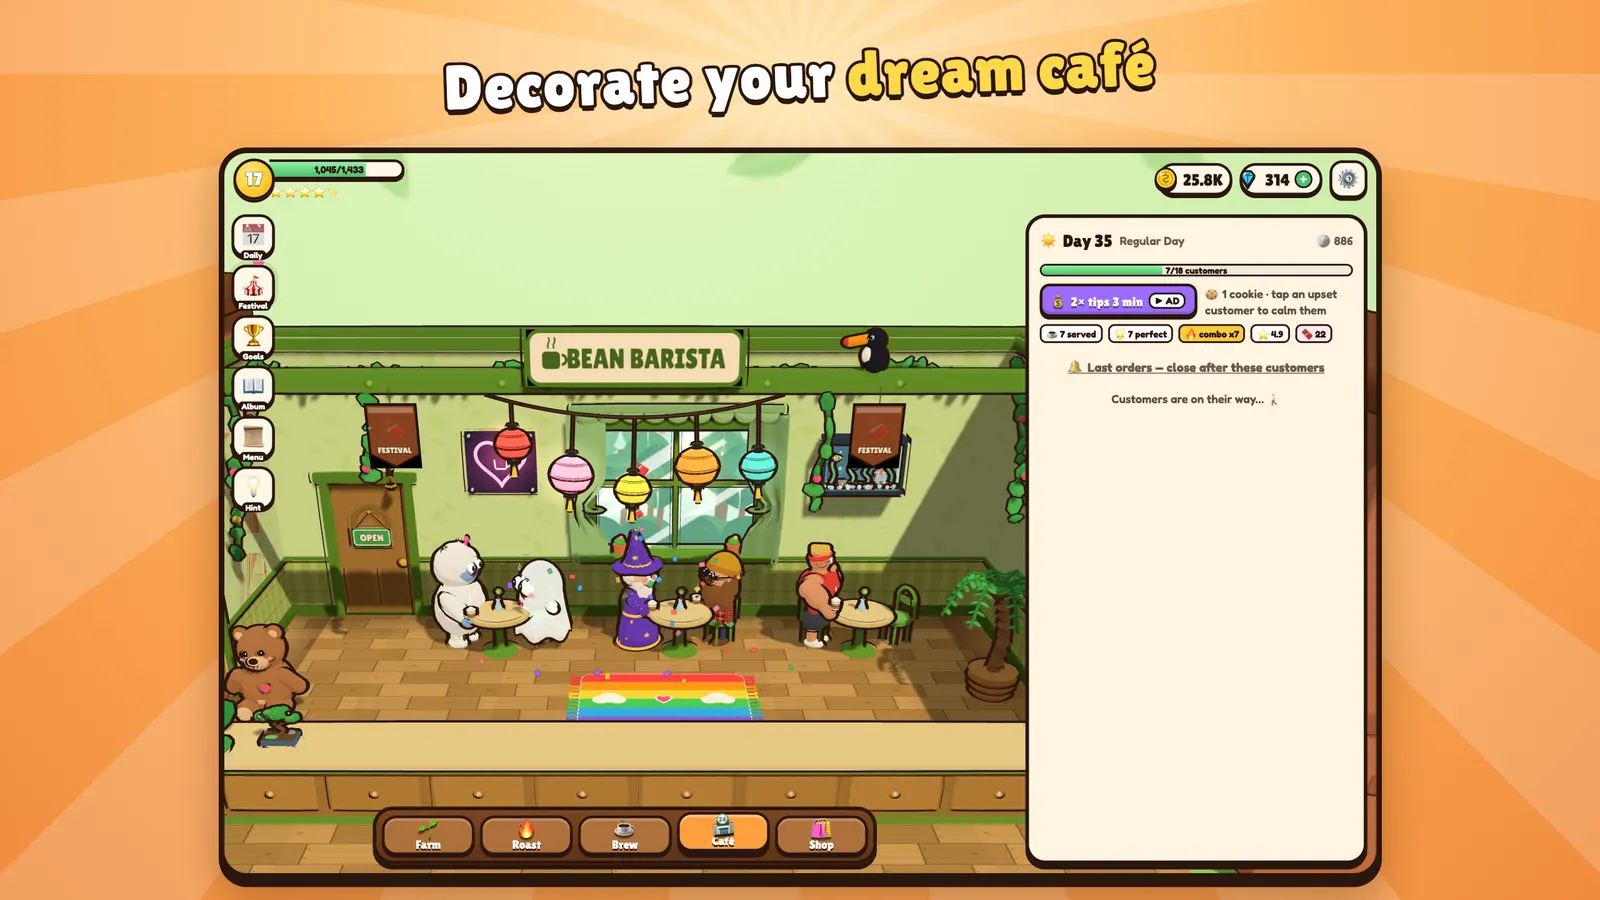 Decorate your dream café
17
1,045/1,433
25.8K
314
17
Daily
Festival
Goals
Album
Menu
Hint
Day 35 Regular Day
886
7/18 customers
2× tips 3 min ▶ AD
1 cookie · tap an upset
customer to calm them
7 served
7 perfect
combo x7
4.9
22
Last orders – close after these customers
Customers are on their way...
BEAN BARISTA
FESTIVAL
FESTIVAL
OPEN
Farm
Roast
Brew
Café
Shop